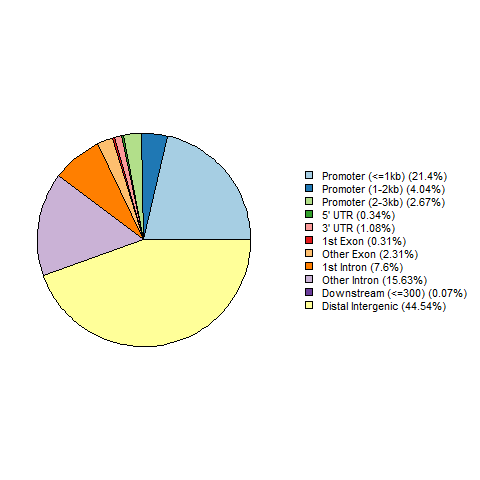 Promoter (<=1kb) (21.4%)
Promoter (1-2kb) (4.04%)
Promoter (2-3kb) (2.67%)
5' UTR (0.34%)
3' UTR (1.08%)
1st Exon (0.31%)
Other Exon (2.31%)
1st Intron (7.6%)
Other Intron (15.63%)
Downstream (<=300) (0.07%)
Distal Intergenic (44.54%)